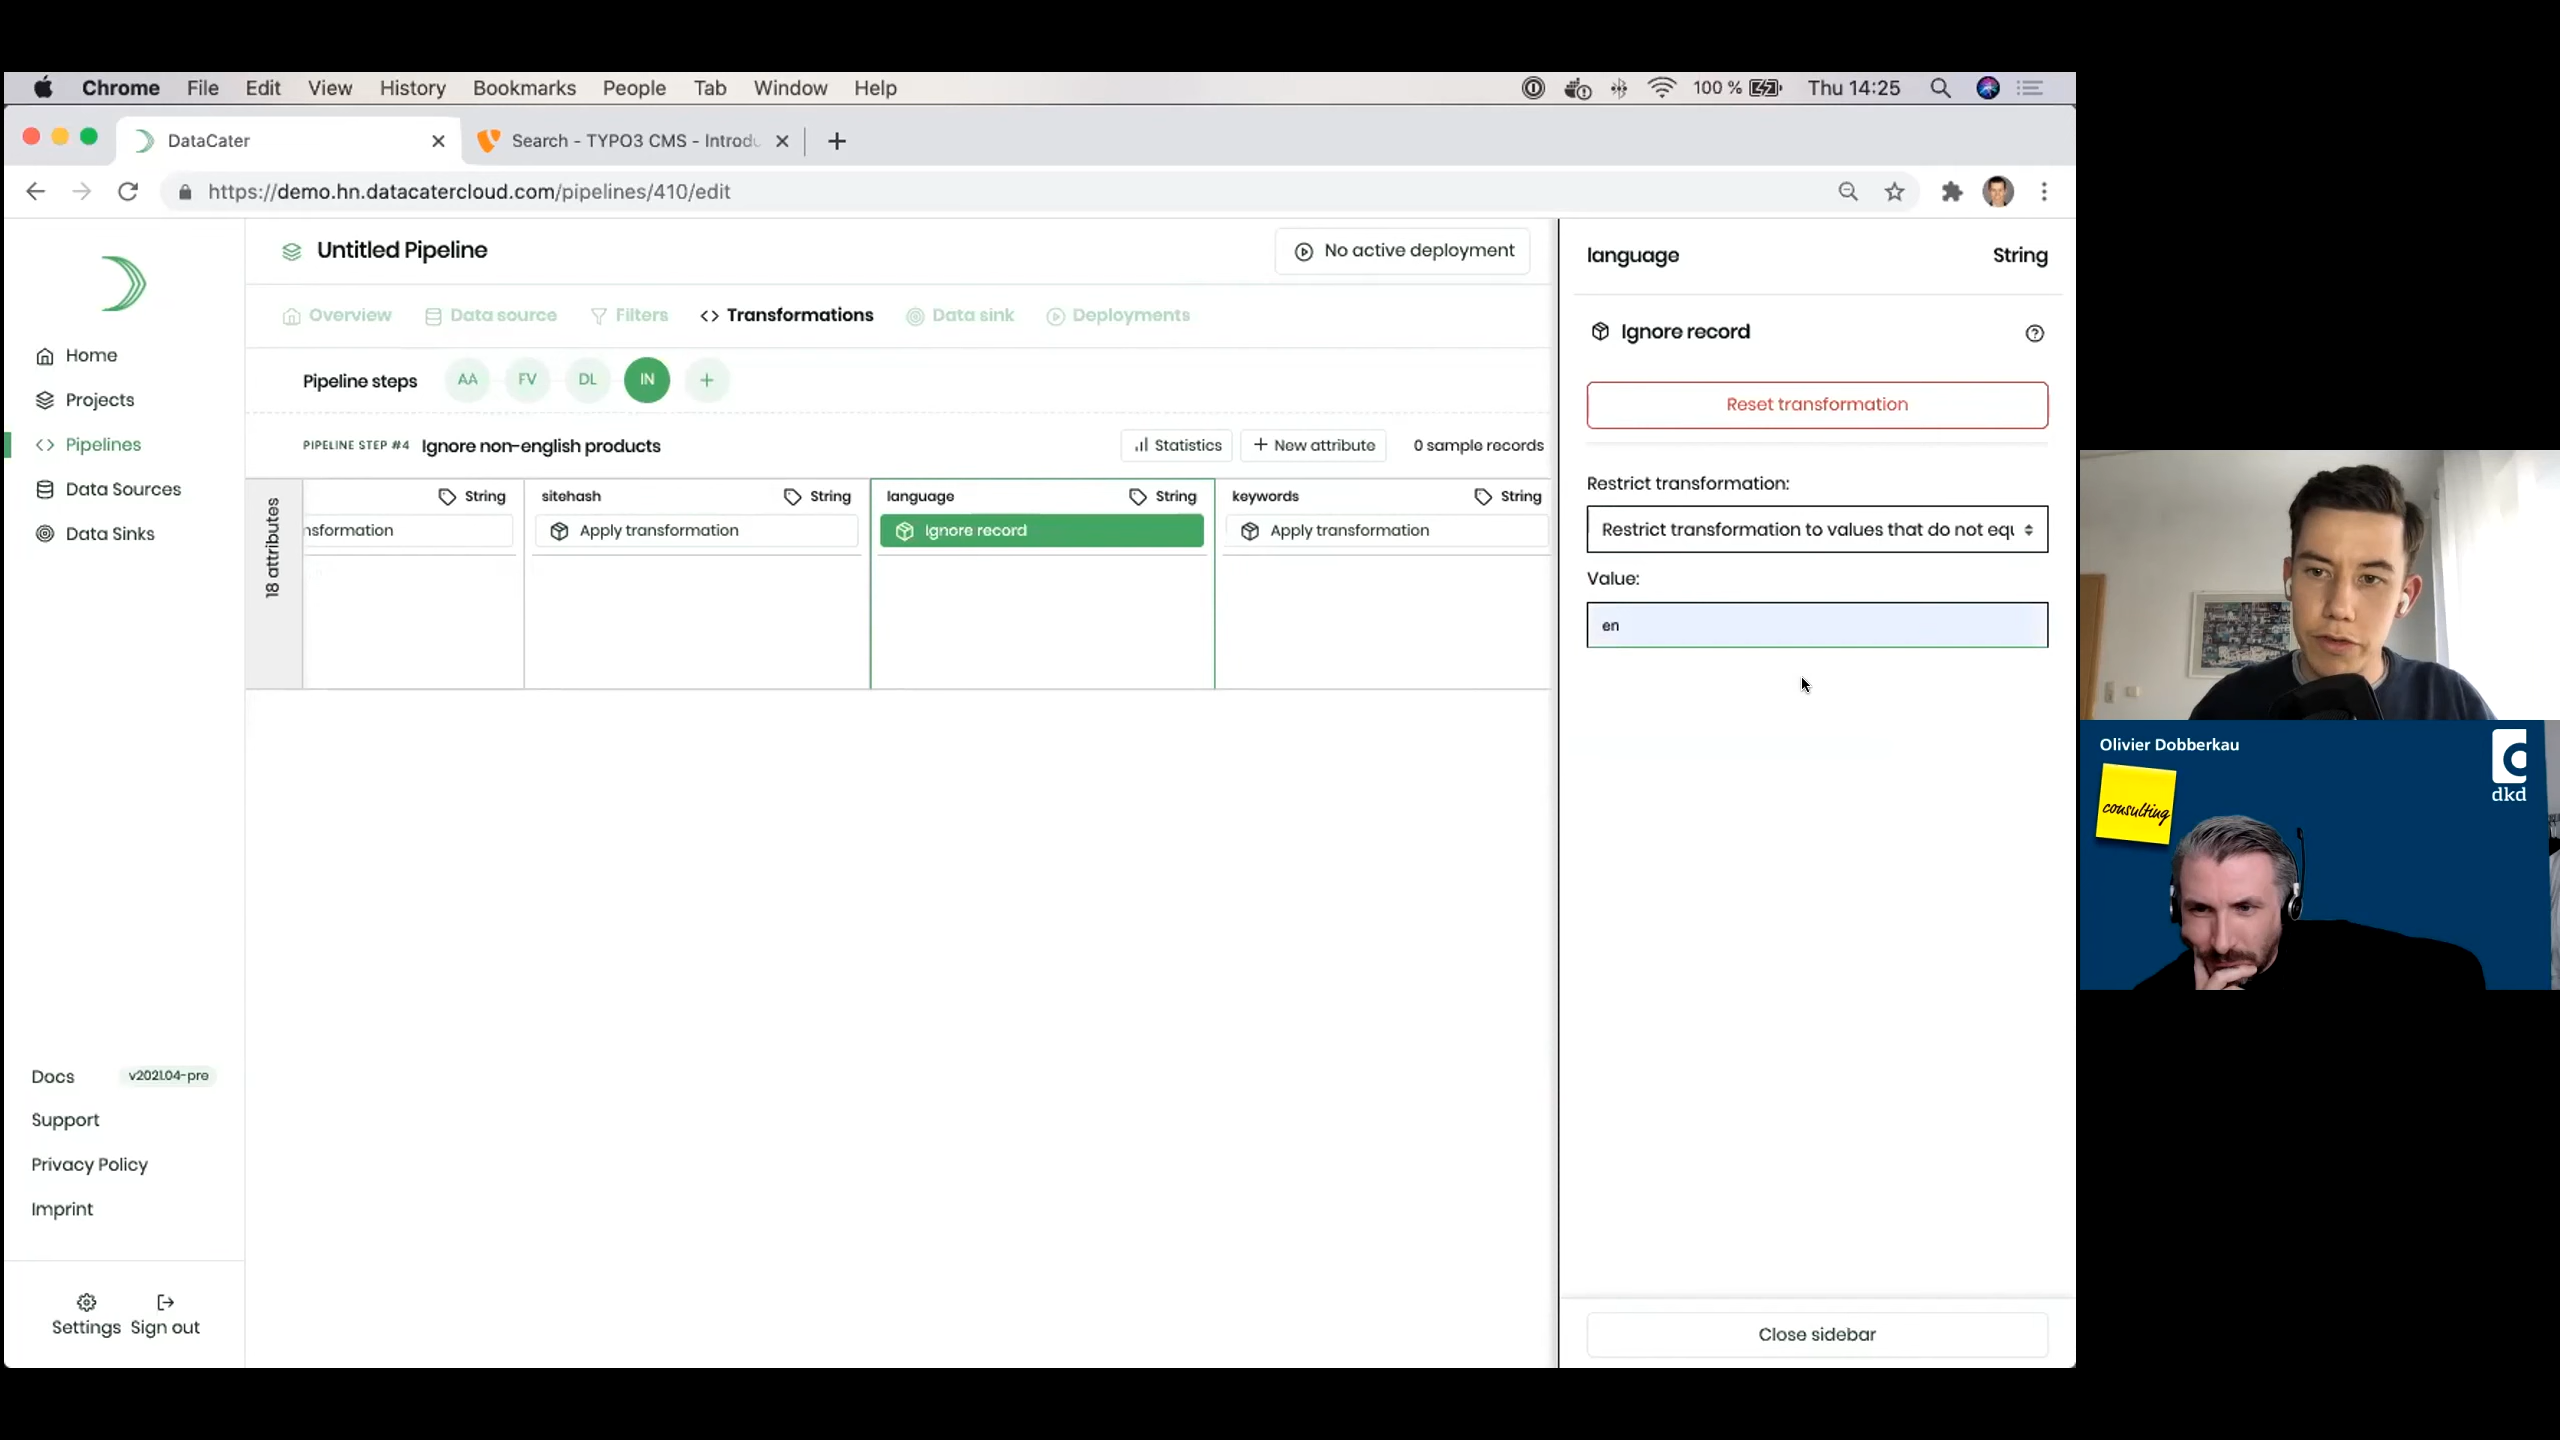 Chrome File Edit View History Bookmarks People Tab Window Help 100 % Thu 14:25
DataCater
Search - TYPO3 CMS - Introdu
https://demo.hn.datacatercloud.com/pipelines/410/edit
Untitled Pipeline
No active deployment
Overview Data source Filters Transformations Data sink Deployments
Pipeline steps AA FV DL IN +
PIPELINE STEP #4 Ignore non-english products Statistics + New attribute 0 sample records
18 attributes
String sitehash String language String keywords String
nsformation Apply transformation Ignore record Apply transformation
Home
Projects
Pipelines
Data Sources
Data Sinks
Docs v2021.04-pre
Support
Privacy Policy
Imprint
Settings Sign out
language String
Ignore record
Reset transformation
Restrict transformation:
Restrict transformation to values that do not equ
Value:
en
Close sidebar
Olivier Dobberkau
consulting
dkd